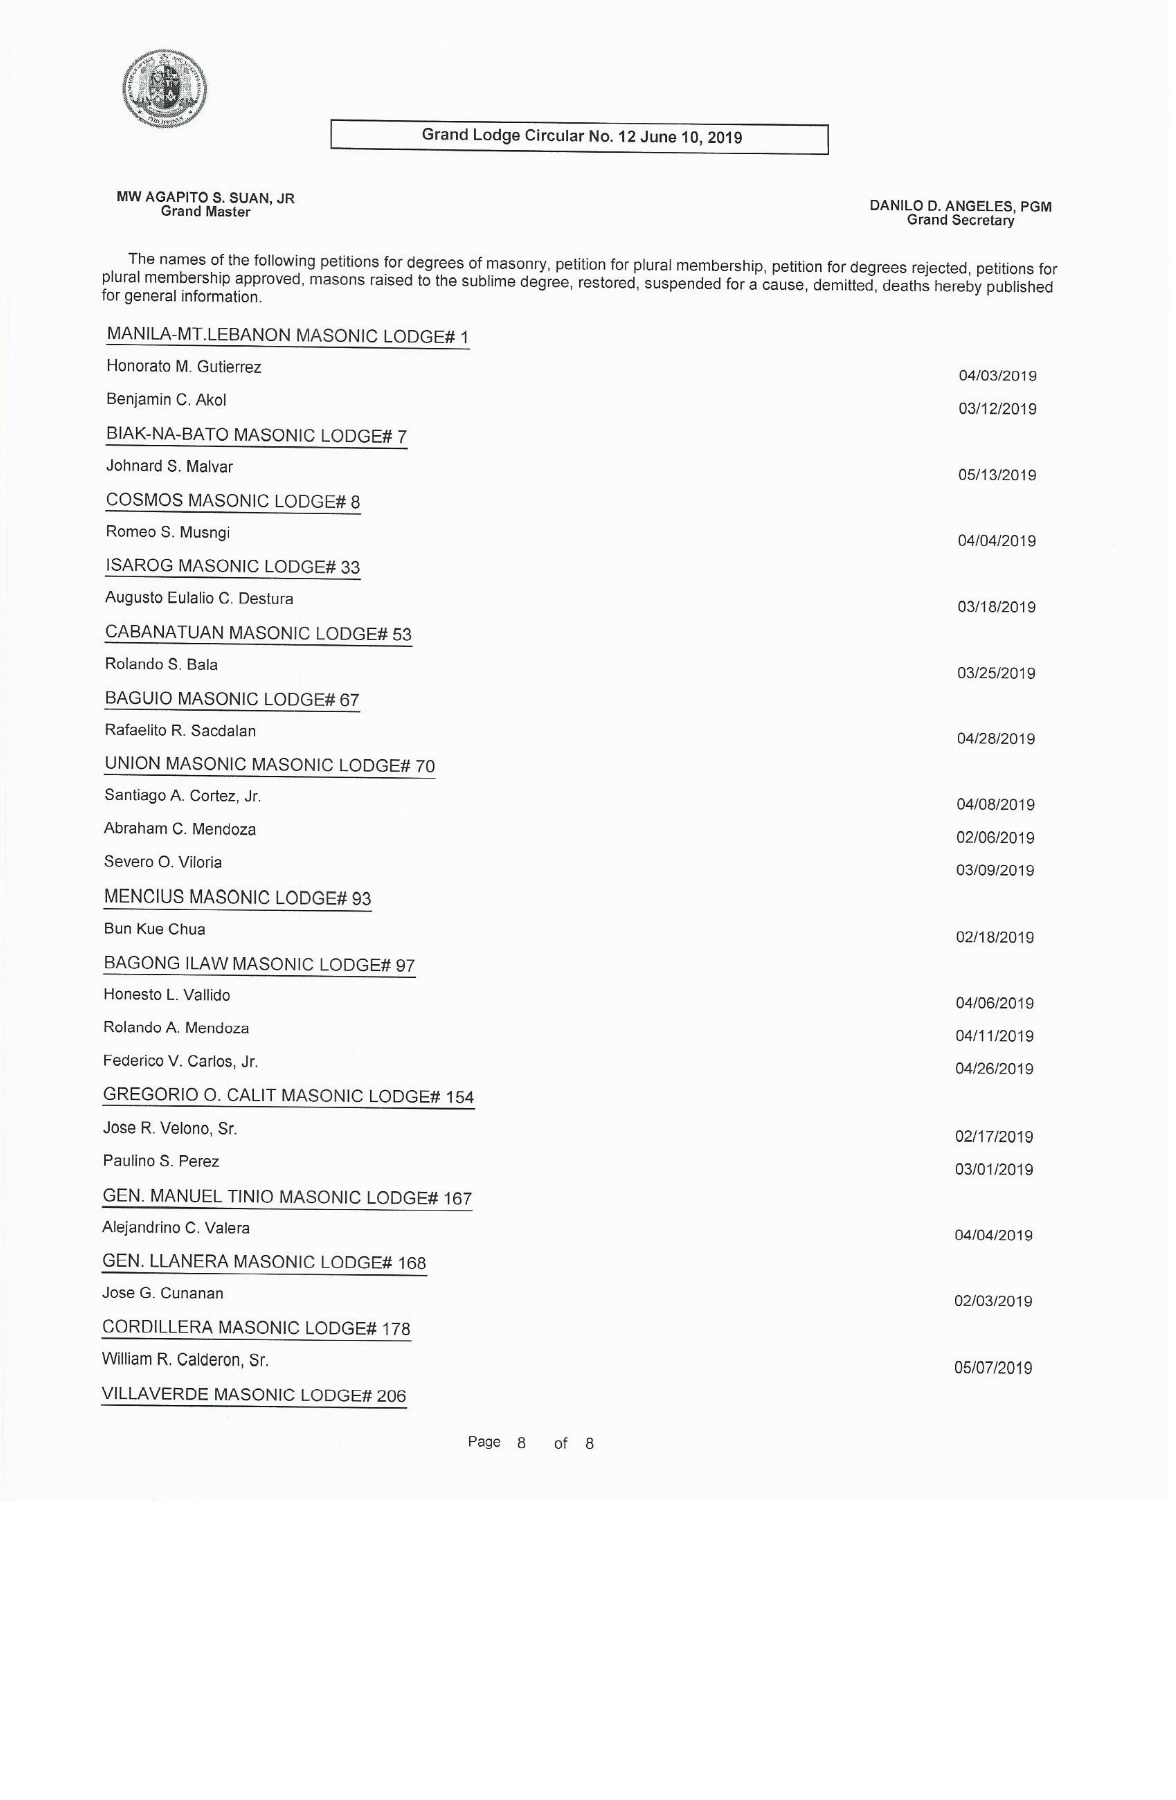 PHILIPPINES
Grand Lodge Circular No. 12 June 10, 2019
MW AGAPITO S. SUAN, JR
Grand Master
DANILO D. ANGELES, PGM
Grand Secretary
The names of the following petitions for degrees of masonry, petition for plural membership, petition for degrees rejected, petitions for
plural membership approved, masons raised to the sublime degree, restored, suspended for a cause, demitted, deaths hereby published
for general information.
MANILA-MT.LEBANON MASONIC LODGE# 1
Honorato M. Gutierrez 04/03/2019
Benjamin C. Akol 03/12/2019
BIAK-NA-BATO MASONIC LODGE# 7
Johnard S. Malvar 05/13/2019
COSMOS MASONIC LODGE# 8
Romeo S. Musngi 04/04/2019
ISAROG MASONIC LODGE# 33
Augusto Eulalio C. Destura 03/18/2019
CABANATUAN MASONIC LODGE# 53
Rolando S. Bala 03/25/2019
BAGUIO MASONIC LODGE# 67
Rafaelito R. Sacdalan 04/28/2019
UNION MASONIC MASONIC LODGE# 70
Santiago A. Cortez, Jr. 04/08/2019
Abraham C. Mendoza 02/06/2019
Severo O. Viloria 03/09/2019
MENCIUS MASONIC LODGE# 93
Bun Kue Chua 02/18/2019
BAGONG ILAW MASONIC LODGE# 97
Honesto L. Vallido 04/06/2019
Rolando A. Mendoza 04/11/2019
Federico V. Carlos, Jr. 04/26/2019
GREGORIO O. CALIT MASONIC LODGE# 154
Jose R. Velono, Sr. 02/17/2019
Paulino S. Perez 03/01/2019
GEN. MANUEL TINIO MASONIC LODGE# 167
Alejandrino C. Valera 04/04/2019
GEN. LLANERA MASONIC LODGE# 168
Jose G. Cunanan 02/03/2019
CORDILLERA MASONIC LODGE# 178
William R. Calderon, Sr. 05/07/2019
VILLAVERDE MASONIC LODGE# 206
Page 8 of 8